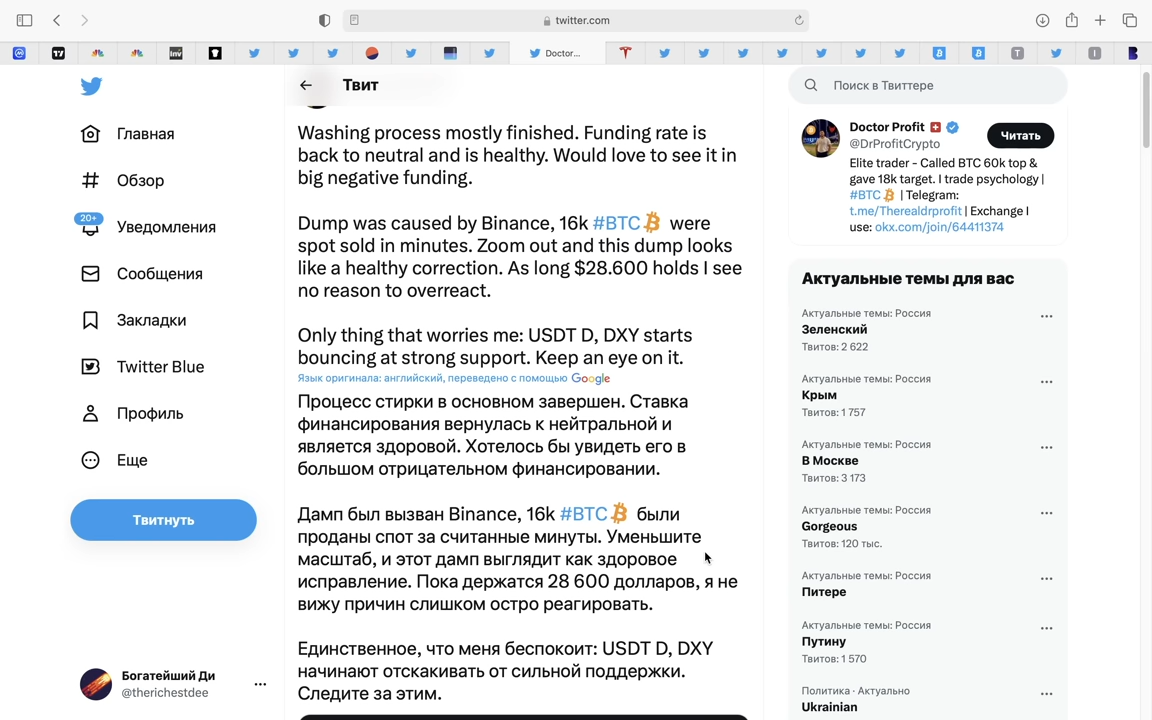 twitter.com
Doctor...
Твит
Поиск в Твиттере
Главная
Обзор
20+
Уведомления
Сообщения
Закладки
Twitter Blue
Профиль
Еще
Твитнуть
Богатейший Ди
@therichestdee
Washing process mostly finished. Funding rate is
back to neutral and is healthy. Would love to see it in
big negative funding.
Dump was caused by Binance, 16k #BTC were
spot sold in minutes. Zoom out and this dump looks
like a healthy correction. As long $28.600 holds I see
no reason to overreact.
Only thing that worries me: USDT D, DXY starts
bouncing at strong support. Keep an eye on it.
Язык оригинала: английский, переведено с помощью Google
Процесс стирки в основном завершен. Ставка
финансирования вернулась к нейтральной и
является здоровой. Хотелось бы увидеть его в
большом отрицательном финансировании.
Дамп был вызван Binance, 16k #BTC были
проданы спот за считанные минуты. Уменьшите
масштаб, и этот дамп выглядит как здоровое
исправление. Пока держатся 28 600 долларов, я не
вижу причин слишком остро реагировать.
Единственное, что меня беспокоит: USDT D, DXY
начинают отскакивать от сильной поддержки.
Следите за этим.
Doctor Profit
@DrProfitCrypto
Читать
Elite trader - Called BTC 60k top &
gave 18k target. I trade psychology |
#BTC | Telegram:
t.me/Therealdrprofit | Exchange I
use: okx.com/join/64411374
Актуальные темы для вас
Актуальные темы: Россия
Зеленский
Твитов: 2 622
Актуальные темы: Россия
Крым
Твитов: 1 757
Актуальные темы: Россия
В Москве
Твитов: 3 173
Актуальные темы: Россия
Gorgeous
Твитов: 120 тыс.
Актуальные темы: Россия
Питере
Актуальные темы: Россия
Путину
Твитов: 1 570
Политика · Актуально
Ukrainian